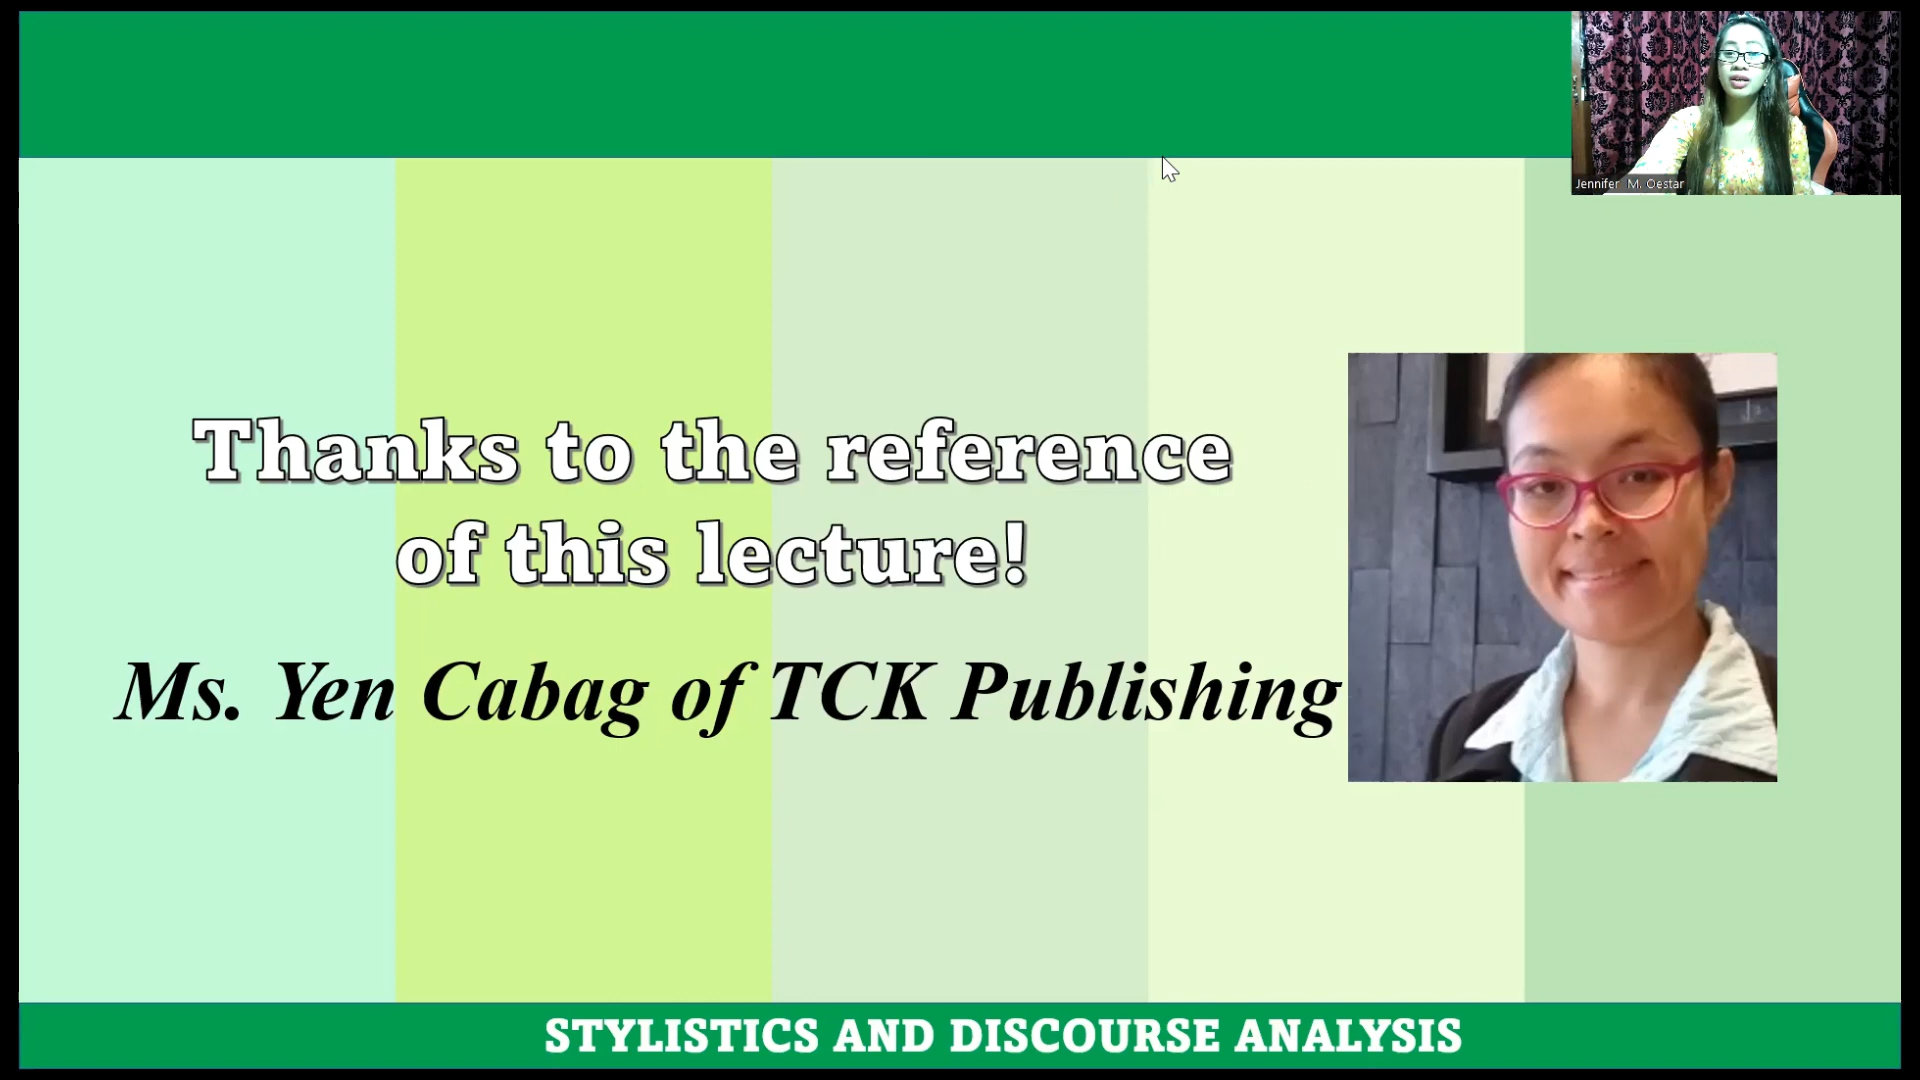 Jennifer M. Oestar
Thanks to the reference
of this lecture!
Ms. Yen Cabag of TCK Publishing
STYLISTICS AND DISCOURSE ANALYSIS